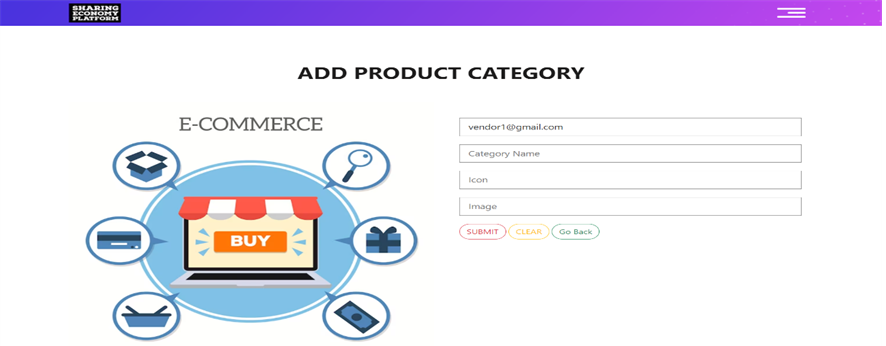 SHARING
ECONOMY
PLATFORM
ADD PRODUCT CATEGORY
E-COMMERCE
BUY
vendor1@gmail.com
Category Name
Icon
Image
SUBMIT CLEAR Go Back